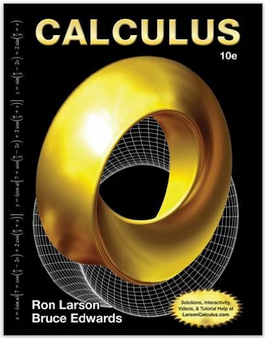 CALCULUS
10e
Ron Larson
Bruce Edwards
Solutions, Interactivity,
Videos, & Tutorial Help at
LarsonCalculus.com